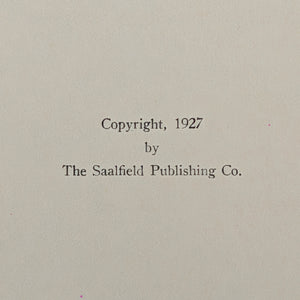 Copyright, 1927
by
The Saalfield Publishing Co.